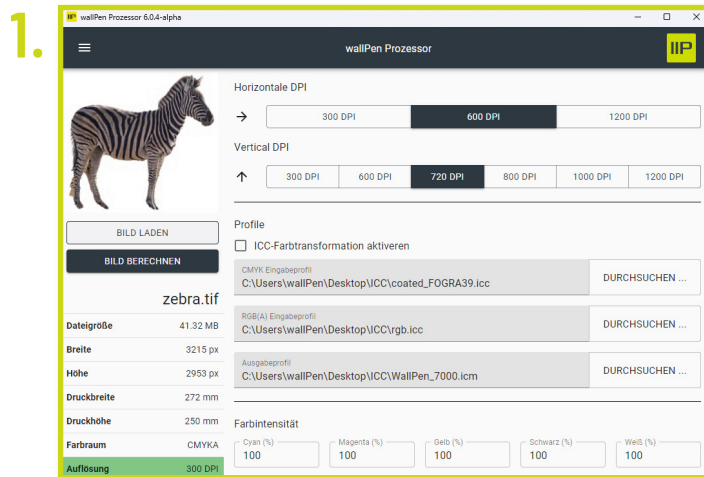 1.
IIP wallPen Prozessor 6.0.4-alpha
wallPen Prozessor
IIP
Horizontale DPI
300 DPI 600 DPI 1200 DPI
Vertical DPI
300 DPI 600 DPI 720 DPI 800 DPI 1000 DPI 1200 DPI
BILD LADEN
BILD BERECHNEN
zebra.tif
Dateigröße 41.32 MB
Breite 3215 px
Höhe 2953 px
Druckbreite 272 mm
Druckhöhe 250 mm
Farbraum CMYKA
Auflösung 300 DPI
Profile
ICC-Farbtransformation aktivieren
CMYK Eingabeprofil
C:\Users\wallPen\Desktop\ICC\coated_FOGRA39.icc
DURCHSUCHEN ...
RGB(A) Eingabeprofil
C:\Users\wallPen\Desktop\ICC\rgb.icc
DURCHSUCHEN ...
Ausgabeprofil
C:\Users\wallPen\Desktop\ICC\WallPen_7000.icm
DURCHSUCHEN ...
Farbintensität
Cyan (%) Magenta (%) Gelb (%) Schwarz (%) Weiß (%)
100 100 100 100 100